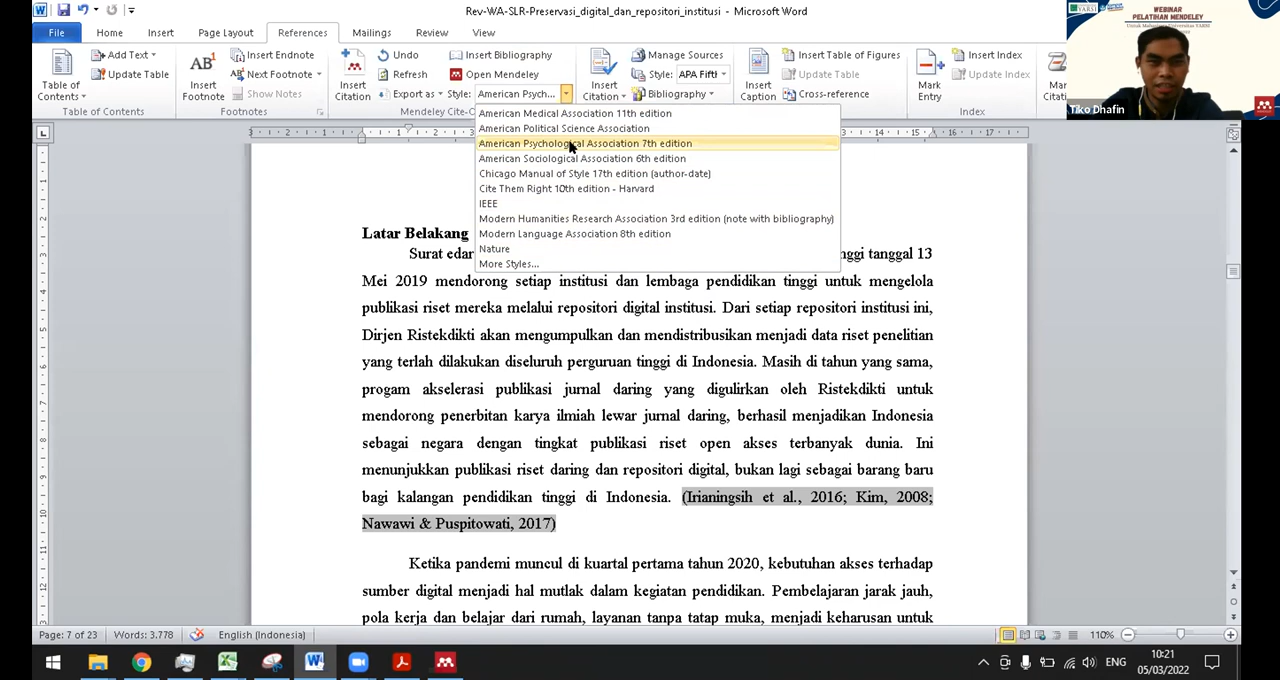 Rev-WA-SLR-Preservasi_digital_dan_repositori_institusi - Microsoft Word
File Home Insert Page Layout References Mailings Review View
Table of Contents
Add Text
Update Table
Table of Contents
AB¹
Insert Footnote
Insert Endnote
Next Footnote
Show Notes
Footnotes
Insert Citation
Undo
Refresh
Export as
Insert Bibliography
Open Mendeley
Style: American Psych...
Mendeley Cite-O
Insert Citation
Manage Sources
Style: APA Fifth
Bibliography
Insert Caption
Insert Table of Figures
Update Table
Cross-reference
Mark Entry
Insert Index
Update Index
Index
Mark
YARSI
WEBINAR
PELATIHAN MENDELEY
Tiko Dhafin
American Medical Association 11th edition
American Political Science Association
American Psychological Association 7th edition
American Sociological Association 6th edition
Chicago Manual of Style 17th edition (author-date)
Cite Them Right 10th edition - Harvard
IEEE
Modern Humanities Research Association 3rd edition (note with bibliography)
Modern Language Association 8th edition
Nature
More Styles...
Latar Belakang
Surat edar nggi tanggal 13
Mei 2019 mendorong setiap institusi dan lembaga pendidikan tinggi untuk mengelola
publikasi riset mereka melalui repositori digital institusi. Dari setiap repositori institusi ini,
Dirjen Ristekdikti akan mengumpulkan dan mendistribusikan menjadi data riset penelitian
yang terlah dilakukan diseluruh perguruan tinggi di Indonesia. Masih di tahun yang sama,
progam akselerasi publikasi jurnal daring yang digulirkan oleh Ristekdikti untuk
mendorong penerbitan karya ilmiah lewar jurnal daring, berhasil menjadikan Indonesia
sebagai negara dengan tingkat publikasi riset open akses terbanyak dunia. Ini
menunjukkan publikasi riset daring dan repositori digital, bukan lagi sebagai barang baru
bagi kalangan pendidikan tinggi di Indonesia. (Irianingsih et al., 2016; Kim, 2008;
Nawawi & Puspitowati, 2017)
Ketika pandemi muncul di kuartal pertama tahun 2020, kebutuhan akses terhadap
sumber digital menjadi hal mutlak dalam kegiatan pendidikan. Pembelajaran jarak jauh,
pola kerja dan belajar dari rumah, layanan tanpa tatap muka, menjadi keharusan untuk
Page: 7 of 23 Words: 3.778 English (Indonesia) 110%
ENG 10:21
05/03/2022